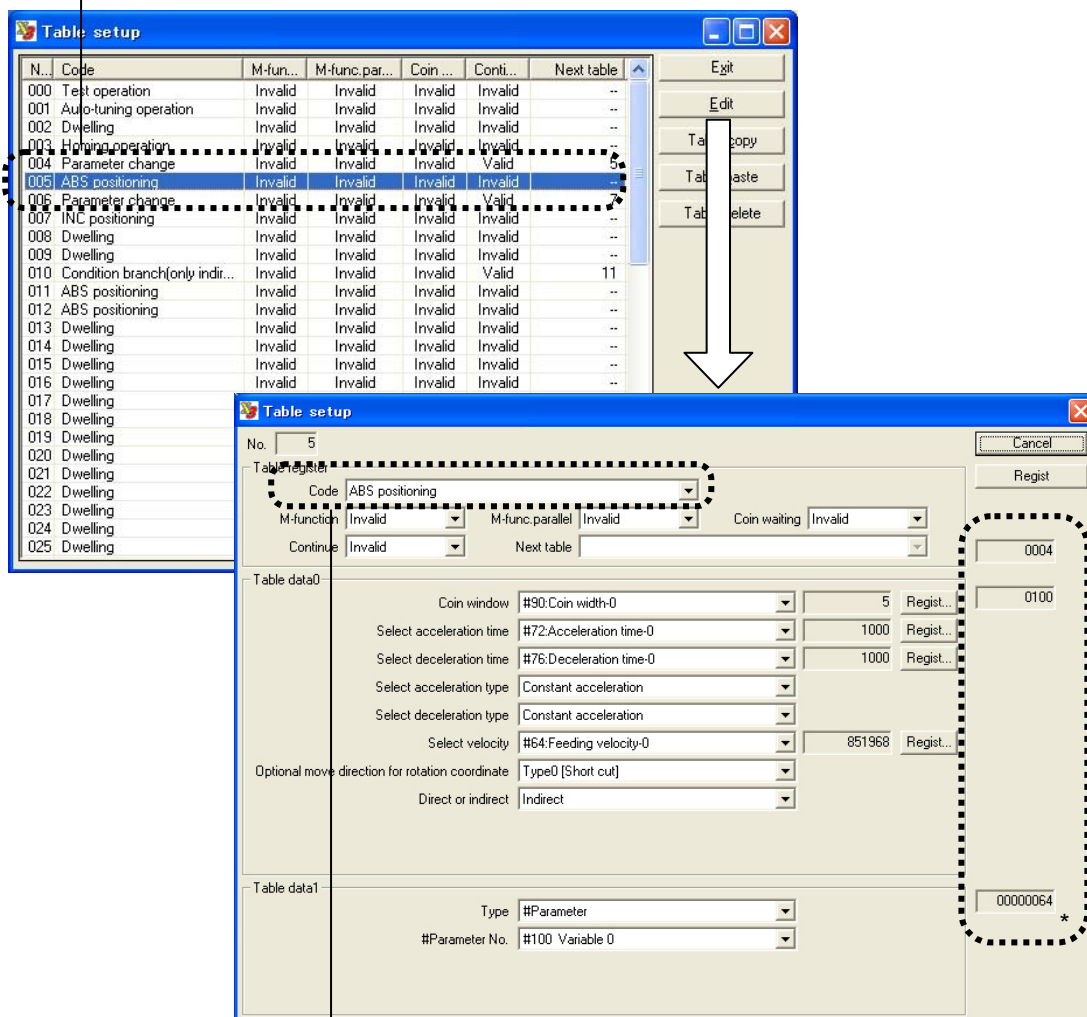 Table setup
N... Code M-fun... M-func.par... Coin ... Conti... Next table
000 Test operation Invalid Invalid Invalid Invalid --
001 Auto-tuning operation Invalid Invalid Invalid Invalid --
002 Dwelling Invalid Invalid Invalid Invalid --
003 Homing operation Invalid Invalid Invalid Invalid --
004 Parameter change Invalid Invalid Invalid Valid 5
005 ABS positioning Invalid Invalid Invalid Invalid --
006 Parameter change Invalid Invalid Invalid Valid 7
007 INC positioning Invalid Invalid Invalid Invalid --
008 Dwelling Invalid Invalid Invalid Invalid --
009 Dwelling Invalid Invalid Invalid Invalid --
010 Condition branch(only indir... Invalid Invalid Invalid Valid 11
011 ABS positioning Invalid Invalid Invalid Invalid --
012 ABS positioning Invalid Invalid Invalid Invalid --
013 Dwelling Invalid Invalid Invalid Invalid --
014 Dwelling Invalid Invalid Invalid Invalid --
015 Dwelling Invalid Invalid Invalid Invalid --
016 Dwelling Invalid Invalid Invalid Invalid --
017 Dwelling
018 Dwelling
019 Dwelling
020 Dwelling
021 Dwelling
022 Dwelling
023 Dwelling
024 Dwelling
025 Dwelling
Exit
Edit
Table setup
No. 5
Cancel
Regist
Table register
Code ABS positioning
M-function Invalid M-func.parallel Invalid Coin waiting Invalid
Continue Invalid Next table
0004
Table data0
0100
Coin window #90:Coin width-0 5 Regist...
Select acceleration time #72:Acceleration time-0 1000 Regist...
Select deceleration time #76:Deceleration time-0 1000 Regist...
Select acceleration type Constant acceleration
Select deceleration type Constant acceleration
Select velocity #64:Feeding velocity-0 851968 Regist...
Optional move direction for rotation coordinate Type0 [Short cut]
Direct or indirect Indirect
Table data1
00000064 *
Type #Parameter
#Parameter No. #100 Variable 0